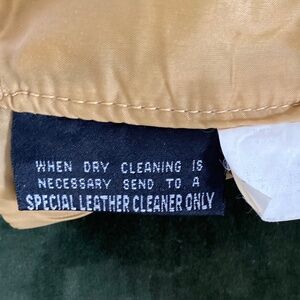 WHEN DRY CLEANING IS
NECESSARY SEND TO A
SPECIAL LEATHER CLEANER ONLY